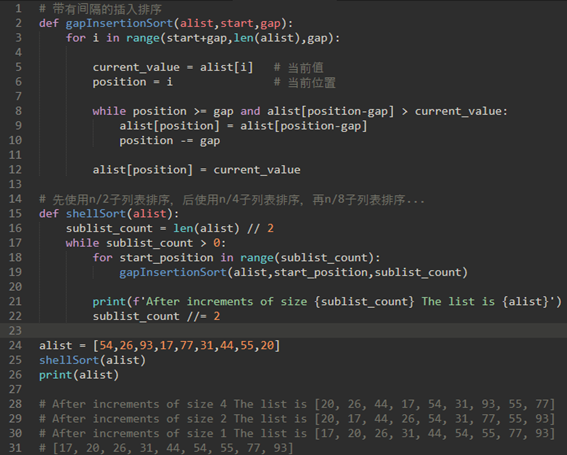 1 # 带有间隔的插入排序
2 def gapInsertionSort(alist,start,gap):
3     for i in range(start+gap,len(alist),gap):
4
5         current_value = alist[i]   # 当前值
6         position = i               # 当前位置
7
8         while position >= gap and alist[position-gap] > current_value:
9             alist[position] = alist[position-gap]
10             position -= gap
11
12         alist[position] = current_value
13
14 # 先使用n/2子列表排序, 后使用n/4子列表排序, 再n/8子列表排序...
15 def shellSort(alist):
16     sublist_count = len(alist) // 2
17     while sublist_count > 0:
18         for start_position in range(sublist_count):
19             gapInsertionSort(alist,start_position,sublist_count)
20
21         print(f'After increments of size {sublist_count} The list is {alist}')
22         sublist_count //= 2
23
24 alist = [54,26,93,17,77,31,44,55,20]
25 shellSort(alist)
26 print(alist)
27
28 # After increments of size 4 The list is [20, 26, 44, 17, 54, 31, 93, 55, 77]
29 # After increments of size 2 The list is [20, 17, 44, 26, 54, 31, 77, 55, 93]
30 # After increments of size 1 The list is [17, 20, 26, 31, 44, 54, 55, 77, 93]
31 # [17, 20, 26, 31, 44, 54, 55, 77, 93]